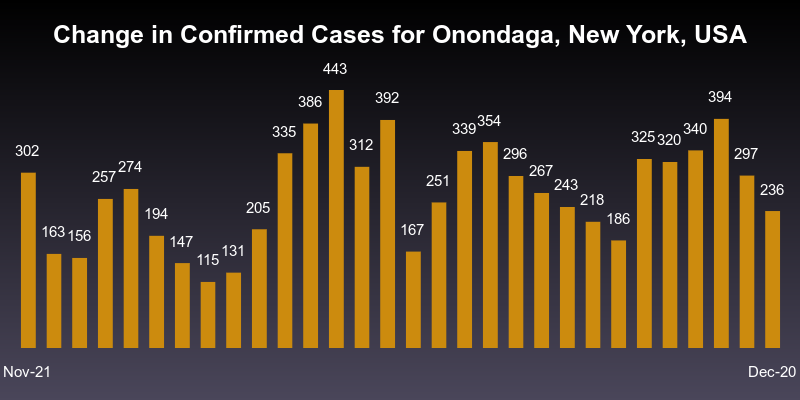 Change in Confirmed Cases for Onondaga, New York, USA
302 163 156 257 274 194 147 115 131 205 335 386 443 312 392 167 251 339 354 296 267 243 218 186 325 320 340 394 297 236
Nov-21 Dec-20